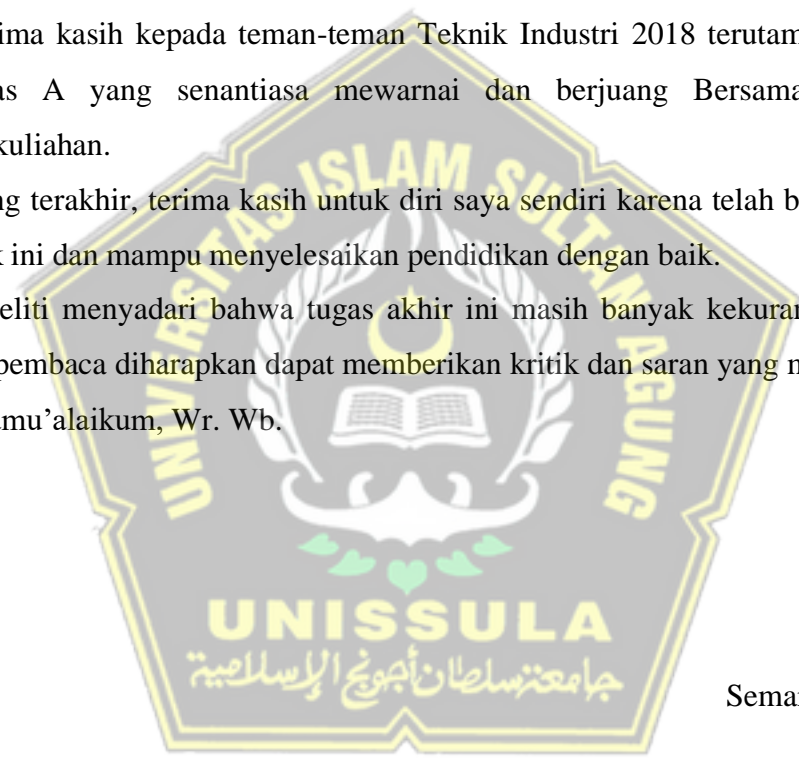 ima kasih kepada teman-teman Teknik Industri 2018 terutam
as A yang senantiasa mewarnai dan berjuang Bersama
kuliahan.
ng terakhir, terima kasih untuk diri saya sendiri karena telah b
k ini dan mampu menyelesaikan pendidikan dengan baik.
eliti menyadari bahwa tugas akhir ini masih banyak kekuran
pembaca diharapkan dapat memberikan kritik dan saran yang m
amu’alaikum, Wr. Wb.
UNIVERSITAS ISLAM SULTAN AGUNG
UNISSULA
جامعة سلطان أجونج الإسلامية
Semar